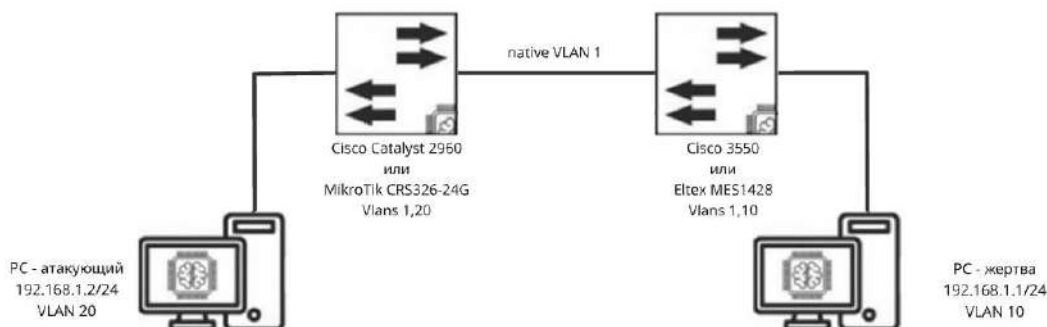 native VLAN 1
Cisco Catalyst 2960
или
MikroTik CRS326-24G
Vlans 1,20
Cisco 3550
или
Eltex MES1428
Vlans 1,10
PC - атакующий
192.168.1.2/24
VLAN 20
PC - жертва
192.168.1.1/24
VLAN 10